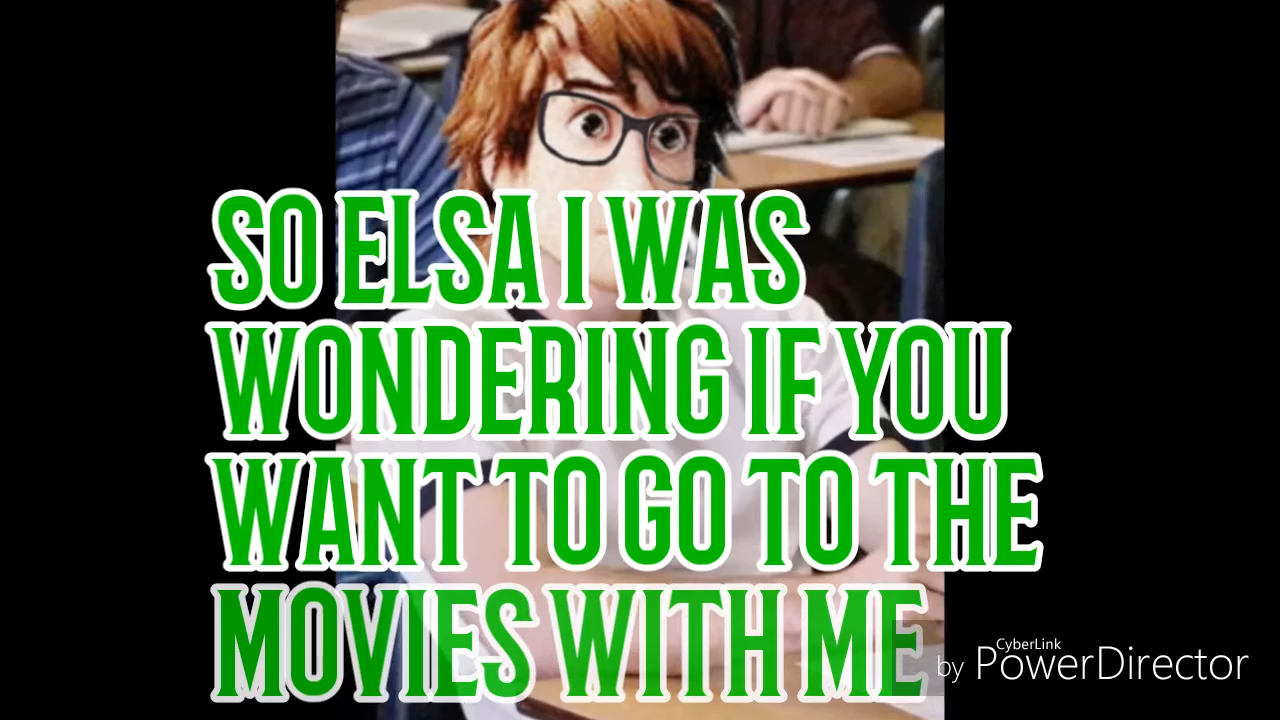 SO ELSA I WAS
WONDERING IF YOU
WANT TO GO TO THE
MOVIES WITH ME
CyberLink
by PowerDirector